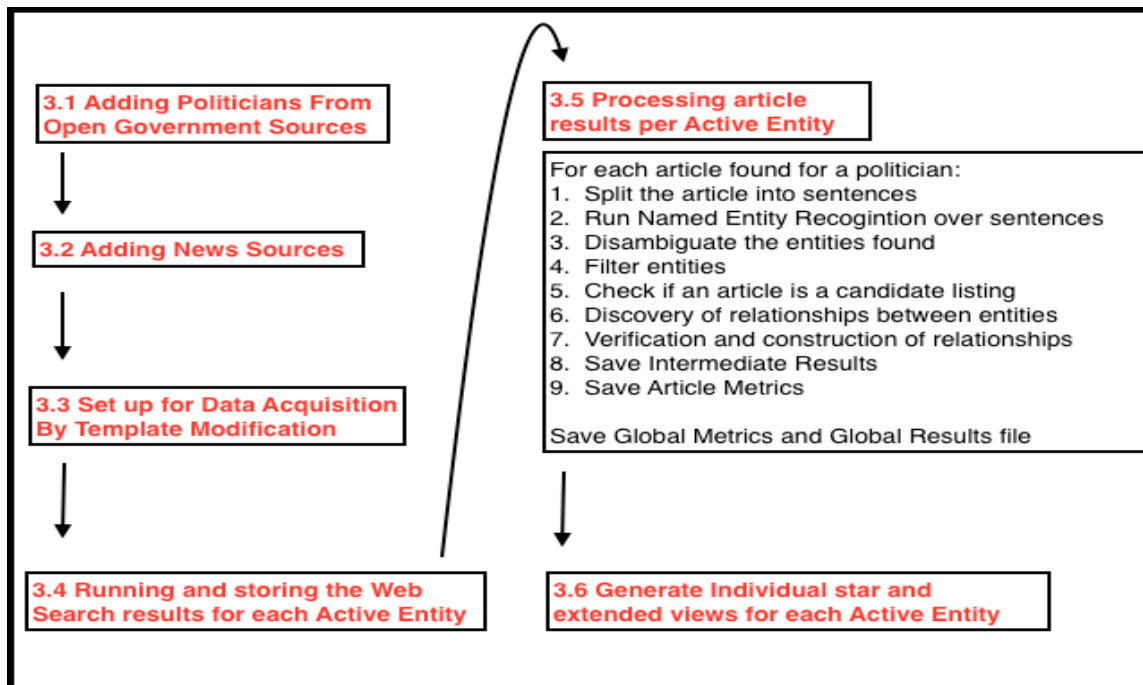 3.1 Adding Politicians From
Open Government Sources
3.2 Adding News Sources
3.3 Set up for Data Acquisition
By Template Modification
3.4 Running and storing the Web
Search results for each Active Entity
3.5 Processing article
results per Active Entity
For each article found for a politician:
1. Split the article into sentences
2. Run Named Entity Recogintion over sentences
3. Disambiguate the entities found
4. Filter entities
5. Check if an article is a candidate listing
6. Discovery of relationships between entities
7. Verification and construction of relationships
8. Save Intermediate Results
9. Save Article Metrics
Save Global Metrics and Global Results file
3.6 Generate Individual star and
extended views for each Active Entity